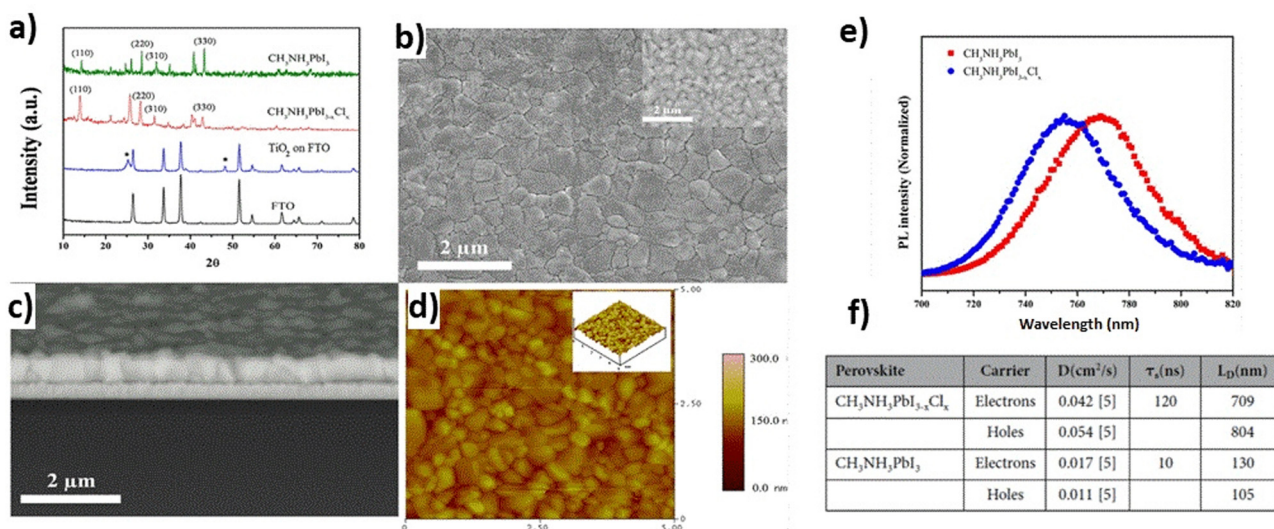 a)
Intensity (a.u.)
(110)
(220)
(310)
(330)
CH₃NH₃PbI₃
(110)
(220)
(310)
(330)
CH₃NH₃PbI₃₋ₓClₓ
*
*
TiO₂ on FTO
FTO
10 20 30 40 50 60 70 80
2θ
b)
2 μm
2 μm
c)
2 μm
d)
5.00
2.50
0
0 2.50 5.00
300.0
150.0
0.0 nm
e)
CH₃NH₃PbI₃
CH₃NH₃PbI₃₋ₓClₓ
PL intensity (Normalized)
700 720 740 760 780 800 820
Wavelength (nm)
f)
Perovskite Carrier D(cm²/s) τₐ(ns) L_D(nm)
CH₃NH₃PbI₃₋ₓClₓ Electrons 0.042 [5] 120 709
Holes 0.054 [5] 804
CH₃NH₃PbI₃ Electrons 0.017 [5] 10 130
Holes 0.011 [5] 105